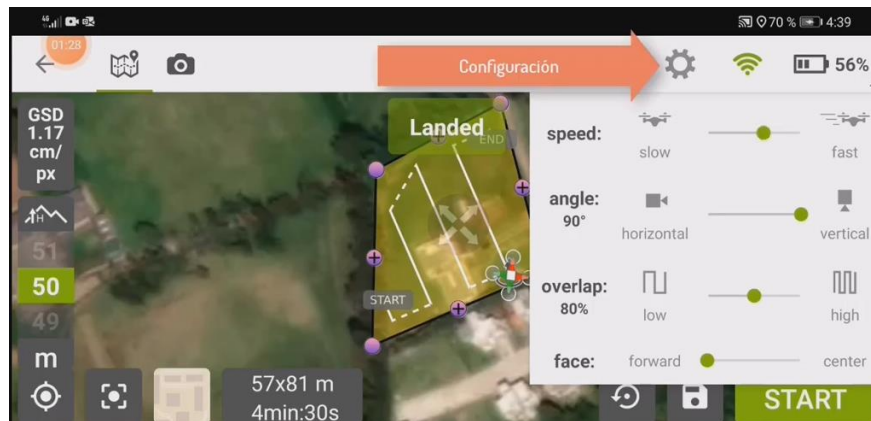 46
70 % 4:39
01:28
Configuración
56%
GSD
1.17
cm/
px
Landed
END
speed:
slow
fast
H
angle:
90°
horizontal
vertical
51
50
49
START
overlap:
80%
low
high
m
face:
forward
center
57x81 m
4min:30s
START